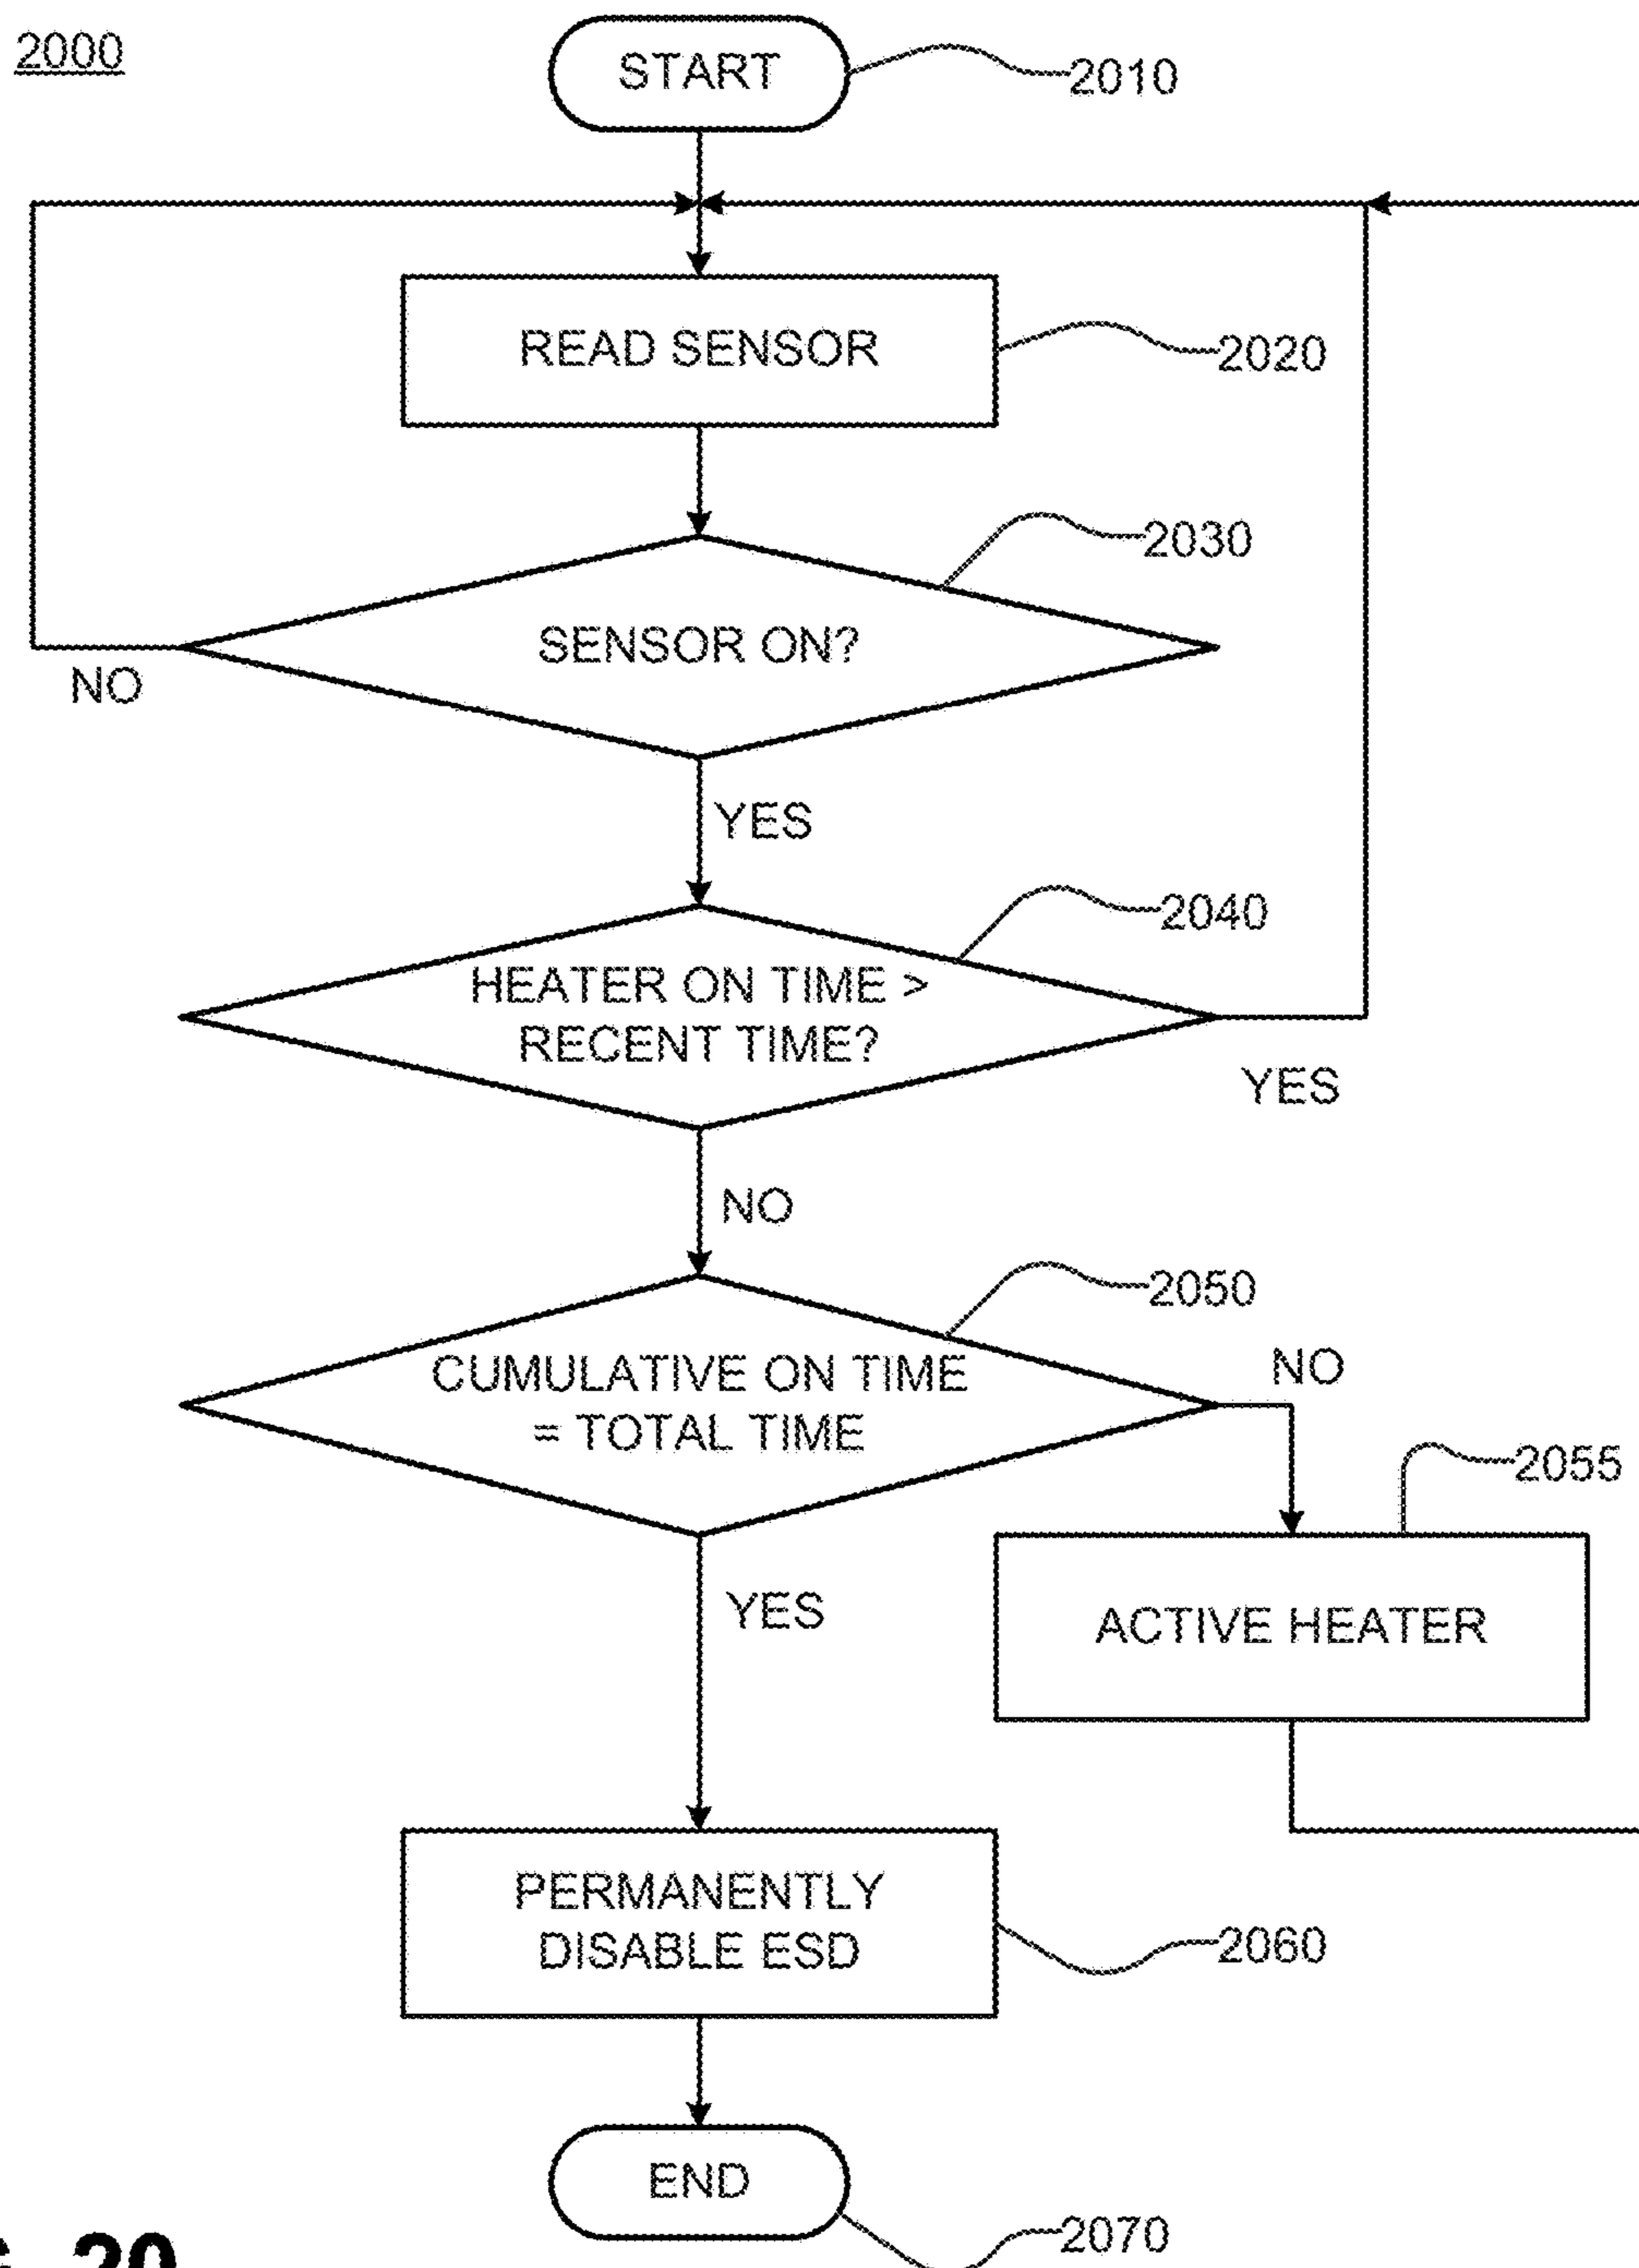 2000
START
2010
READ SENSOR
2020
2030
SENSOR ON?
NO
YES
2040
HEATER ON TIME >
RECENT TIME?
YES
NO
2050
CUMULATIVE ON TIME
= TOTAL TIME
NO
2055
YES
ACTIVE HEATER
PERMANENTLY
DISABLE ESD
2060
END
2070
20